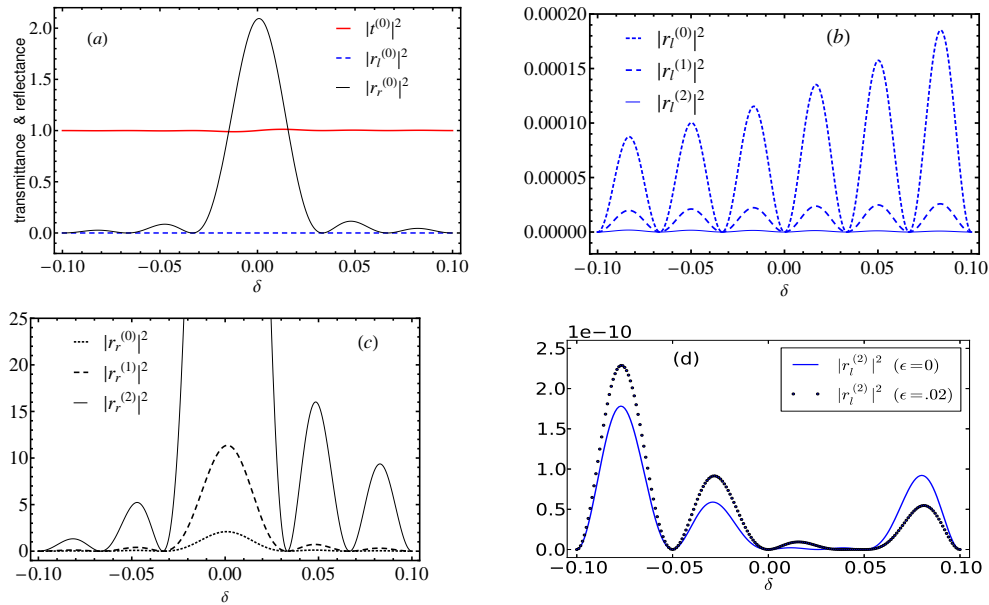 (a)
|t^(0)|²
|r_l^(0)|²
|r_r^(0)|²
transmittance & reflectance
2.0
1.5
1.0
0.5
0.0
−0.10 −0.05 0.00 0.05 0.10
δ
(b)
|r_l^(0)|²
|r_l^(1)|²
|r_l^(2)|²
0.00020
0.00015
0.00010
0.00005
0.00000
−0.10 −0.05 0.00 0.05 0.10
δ
(c)
|r_r^(0)|²
|r_r^(1)|²
|r_r^(2)|²
25
20
15
10
5
0
−0.10 −0.05 0.00 0.05 0.10
δ
1e−10
(d)
|r_l^(2)|² (ϵ=0)
|r_l^(2)|² (ϵ=.02)
2.5
2.0
1.5
1.0
0.5
0.0
−0.10 −0.05 0.00 0.05 0.10
δ